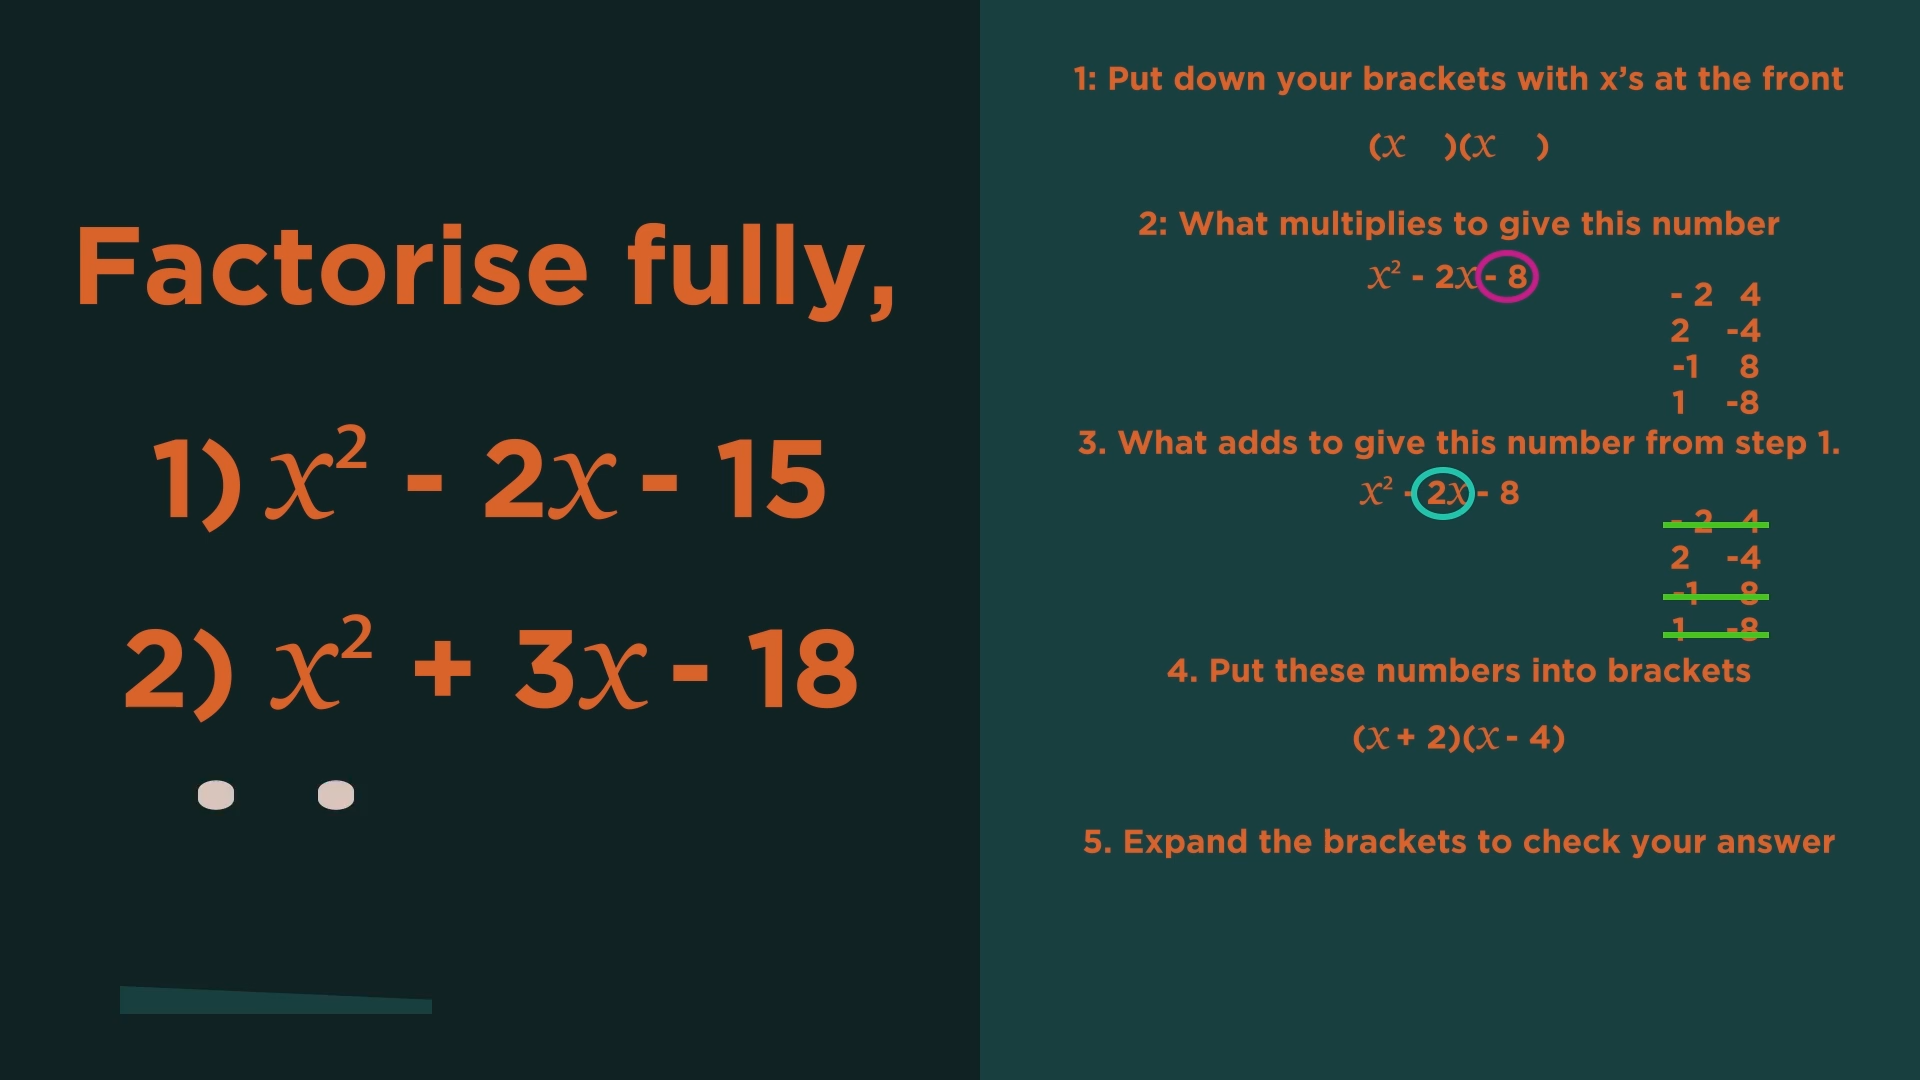 Factorise fully,
1) x² - 2x - 15
2) x² + 3x - 18
1: Put down your brackets with x’s at the front
(x )(x )
2: What multiplies to give this number
x² - 2x - 8
- 2 4
2 -4
-1 8
1 -8
3. What adds to give this number from step 1.
x² - 2x - 8
- 2 4
2 -4
-1 8
1 -8
4. Put these numbers into brackets
(x + 2)(x - 4)
5. Expand the brackets to check your answer